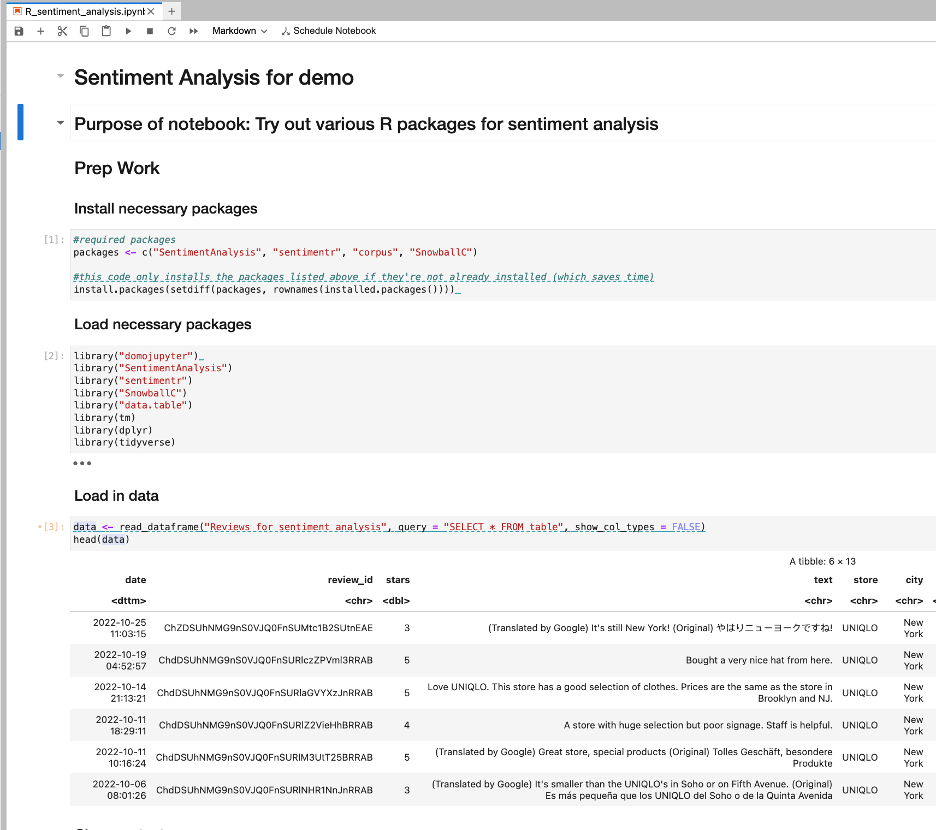 R_sentiment_analysis.ipynb
Markdown
Schedule Notebook
Sentiment Analysis for demo
Purpose of notebook: Try out various R packages for sentiment analysis
Prep Work
Install necessary packages
[1]: #required packages
packages <- c("SentimentAnalysis", "sentimentr", "corpus", "SnowballC")
#this code only installs the packages listed above if they're not already installed (which saves time)
install.packages(setdiff(packages, rownames(installed.packages())))_
Load necessary packages
[2]: library("domojupyter")_
library("SentimentAnalysis")
library("sentimentr")
library("SnowballC")
library("data.table")
library(tm)
library(dplyr)
library(tidyverse)
Load in data
•[3]: data <- read_dataframe("Reviews for sentiment analysis", query = "SELECT * FROM table", show_col_types = FALSE)
head(data)
A tibble: 6 × 13
date review_id stars text store city
<dttm> <chr> <dbl> <chr> <chr> <chr>
2022-10-25 11:03:15 ChZDSUhNMG9nS0VJQ0FnSUMtc1B2SUtnEAE 3 (Translated by Google) It's still New York! (Original) やはりニューヨークですね! UNIQLO New York
2022-10-19 04:52:57 ChdDSUhNMG9nS0VJQ0FnSURIczZPVml3RRAB 5 Bought a very nice hat from here. UNIQLO New York
2022-10-14 21:13:21 ChdDSUhNMG9nS0VJQ0FnSURIaGVYXzJnRRAB 5 Love UNIQLO. This store has a good selection of clothes. Prices are the same as the store in Brooklyn and NJ. UNIQLO New York
2022-10-11 18:29:11 ChdDSUhNMG9nS0VJQ0FnSURIZ2VieHhBRRAB 4 A store with huge selection but poor signage. Staff is helpful. UNIQLO New York
2022-10-11 10:16:24 ChdDSUhNMG9nS0VJQ0FnSURIM3UtT25BRRAB 5 (Translated by Google) Great store, special products (Original) Tolles Geschäft, besondere Produkte UNIQLO New York
2022-10-06 08:01:26 ChdDSUhNMG9nS0VJQ0FnSURINHR1NnJnRRAB 3 (Translated by Google) It's smaller than the UNIQLO's in Soho or on Fifth Avenue. (Original) Es más pequeña que los UNIQLO del Soho o de la Quinta Avenida UNIQLO New York